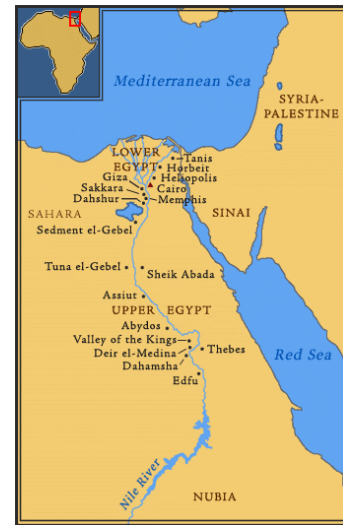 Mediterranean Sea
SYRIA-
PALESTINE
LOWER
EGYPT
Tanis
Horbeit
Heliopolis
Giza
Cairo
Sakkara
Memphis
Dahshur
SAHARA
SINAI
Sedment el-Gebel
Tuna el-Gebel
Sheik Abada
Assiut
UPPER EGYPT
Abydos
Valley of the Kings
Thebes
Deir el-Medina
Dahamsha
Edfu
Red Sea
Nile River
NUBIA